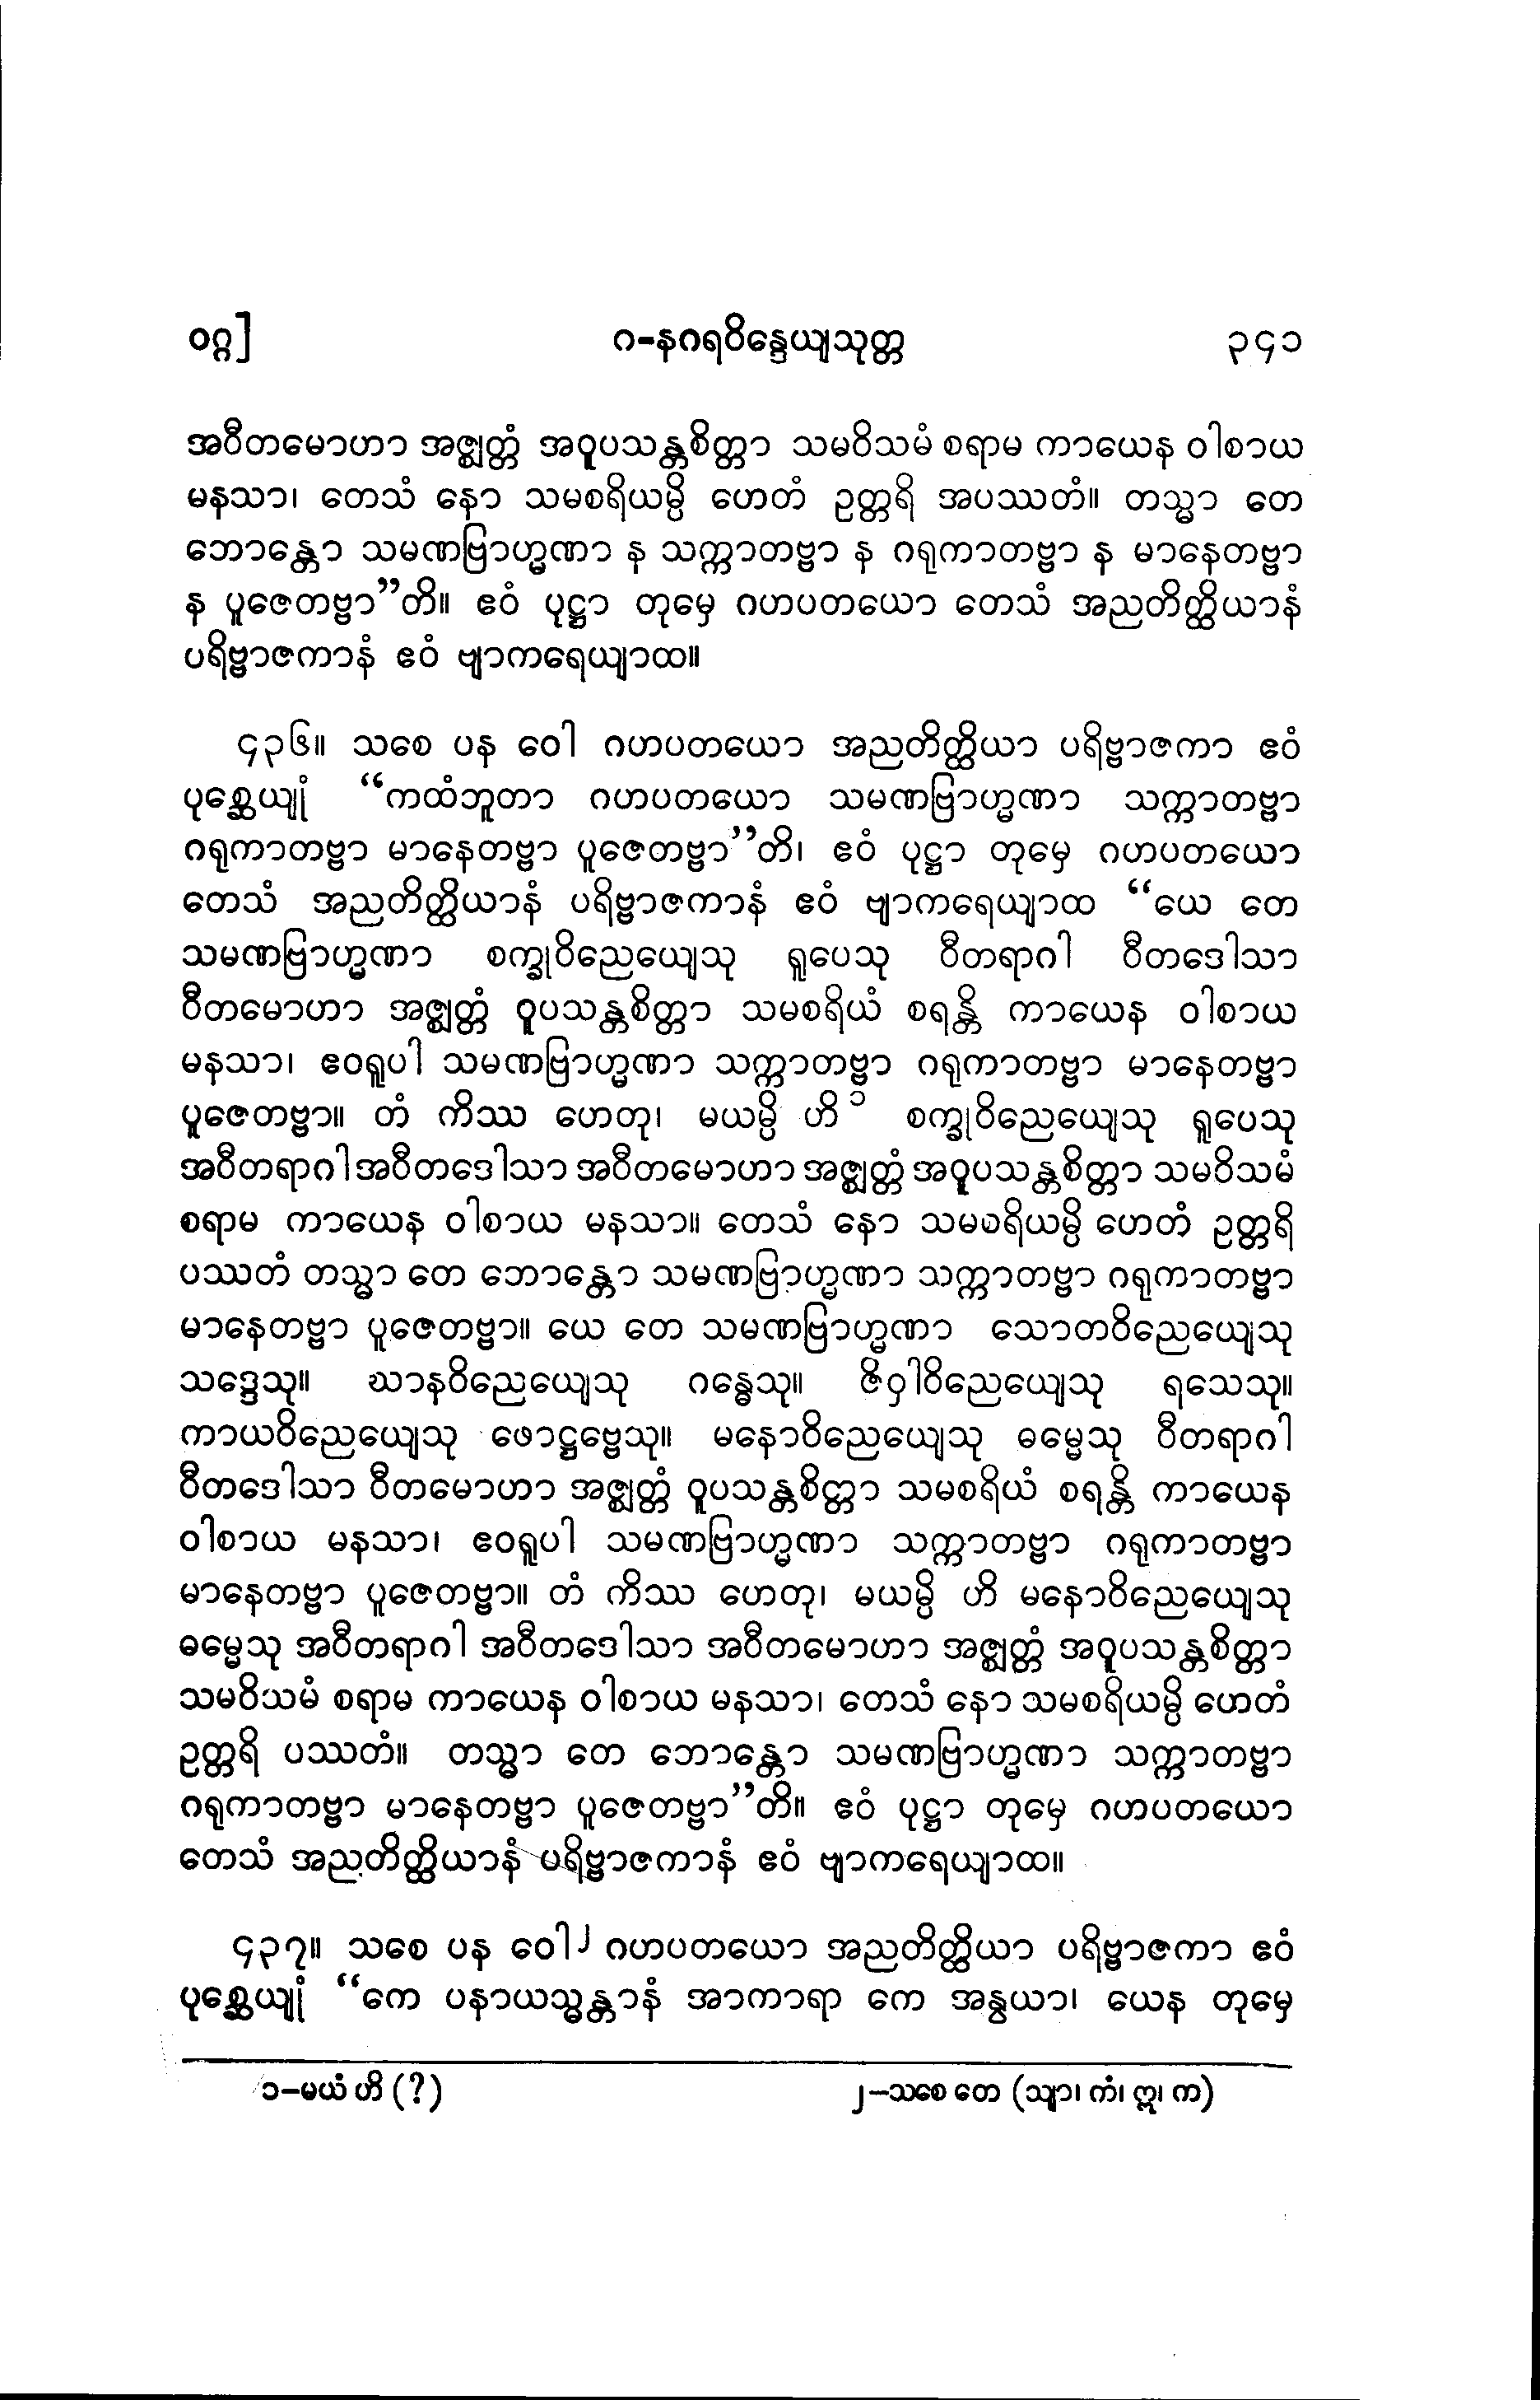 ဝဂ္ဂ] ဂ-နဂရဝိန္ဒေယျသုတ္တ ၃၄၁
အဝီတမောဟာ အဇ္ဈတ္တံ အဝူပသန္တစိတ္တာ သမဝိသမံ စရာမ ကာယေန ဝါစာယ
မနသာ၊ တေသံ နော သမစရိယမ္ပိ ဟေတံ ဥတ္တရိ အပဿတံ။ တသ္မာ တေ
ဘောန္တော သမဏဗြာဟ္မဏာ န သက္ကာတဗ္ဗာ န ဂရုကာတဗ္ဗာ န မာနေတဗ္ဗာ
န ပူဇေတဗ္ဗာ”တိ။ ဧဝံ ပုဋ္ဌာ တုမှေ ဂဟပတယော တေသံ အညတိတ္ထိယာနံ
ပရိဗ္ဗာဇကာနံ ဧဝံ ဗျာကရေယျာထ။
၄၃၆။ သစေ ပန ဝေါ ဂဟပတယော အညတိတ္ထိယာ ပရိဗ္ဗာဇကာ ဧဝံ
ပုစ္ဆေယျုံ “ကထံဘူတာ ဂဟပတယော သမဏဗြာဟ္မဏာ သက္ကာတဗ္ဗာ
ဂရုကာတဗ္ဗာ မာနေတဗ္ဗာ ပူဇေတဗ္ဗာ”တိ၊ ဧဝံ ပုဋ္ဌာ တုမှေ ဂဟပတယော
တေသံ အညတိတ္ထိယာနံ ပရိဗ္ဗာဇကာနံ ဧဝံ ဗျာကရေယျာထ “ယေ တေ
သမဏဗြာဟ္မဏာ စက္ခုဝိညေယျေသု ရူပေသု ဝီတရာဂါ ဝီတဒေါသာ
ဝီတမောဟာ အဇ္ဈတ္တံ ဝူပသန္တစိတ္တာ သမစရိယံ စရန္တိ ကာယေန ဝါစာယ
မနသာ၊ ဧဝရူပါ သမဏဗြာဟ္မဏာ သက္ကာတဗ္ဗာ ဂရုကာတဗ္ဗာ မာနေတဗ္ဗာ
ပူဇေတဗ္ဗာ။ တံ ကိဿ ဟေတု၊ မယမ္ပိ ဟိ ၁ စက္ခုဝိညေယျေသု ရူပေသု
အဝီတရာဂါ အဝီတဒေါသာ အဝီတမောဟာ အဇ္ဈတ္တံ အဝူပသန္တစိတ္တာ သမဝိသမံ
စရာမ ကာယေန ဝါစာယ မနသာ။ တေသံ နော သမစရိယမ္ပိ ဟေတံ ဥတ္တရိ
ပဿတံ တသ္မာ တေ ဘောန္တော သမဏဗြာဟ္မဏာ သက္ကာတဗ္ဗာ ဂရုကာတဗ္ဗာ
မာနေတဗ္ဗာ ပူဇေတဗ္ဗာ။ ယေ တေ သမဏဗြာဟ္မဏာ သောတဝိညေယျေသု
သဒ္ဒေသု။ ဃာနဝိညေယျေသု ဂန္ဓေသု။ ဇိဝှါဝိညေယျေသု ရသေသု။
ကာယဝိညေယျေသု ဖောဋ္ဌဗ္ဗေသု။ မနောဝိညေယျေသု ဓမ္မေသု ဝီတရာဂါ
ဝီတဒေါသာ ဝီတမောဟာ အဇ္ဈတ္တံ ဝူပသန္တစိတ္တာ သမစရိယံ စရန္တိ ကာယေန
ဝါစာယ မနသာ၊ ဧဝရူပါ သမဏဗြာဟ္မဏာ သက္ကာတဗ္ဗာ ဂရုကာတဗ္ဗာ
မာနေတဗ္ဗာ ပူဇေတဗ္ဗာ။ တံ ကိဿ ဟေတု၊ မယမ္ပိ ဟိ မနောဝိညေယျေသု
ဓမ္မေသု အဝီတရာဂါ အဝီတဒေါသာ အဝီတမောဟာ အဇ္ဈတ္တံ အဝူပသန္တစိတ္တာ
သမဝိသမံ စရာမ ကာယေန ဝါစာယ မနသာ၊ တေသံ နော သမစရိယမ္ပိ ဟေတံ
ဥတ္တရိ ပဿတံ။ တသ္မာ တေ ဘောန္တော သမဏဗြာဟ္မဏာ သက္ကာတဗ္ဗာ
ဂရုကာတဗ္ဗာ မာနေတဗ္ဗာ ပူဇေတဗ္ဗာ”တိ။ ဧဝံ ပုဋ္ဌာ တုမှေ ဂဟပတယော
တေသံ အညတိတ္ထိယာနံ ပရိဗ္ဗာဇကာနံ ဧဝံ ဗျာကရေယျာထ။
၄၃၇။ သစေ ပန ဝေါ ၂ ဂဟပတယော အညတိတ္ထိယာ ပရိဗ္ဗာဇကာ ဧဝံ
ပုစ္ဆေယျုံ “ကေ ပနာယသ္မန္တာနံ အာကာရာ ကေ အန္ဝယာ၊ ယေန တုမှေ
၁-မယံ ဟိ (?) ၂-သစေ တေ (သျာ၊ ကံ၊ ဣ၊ က)